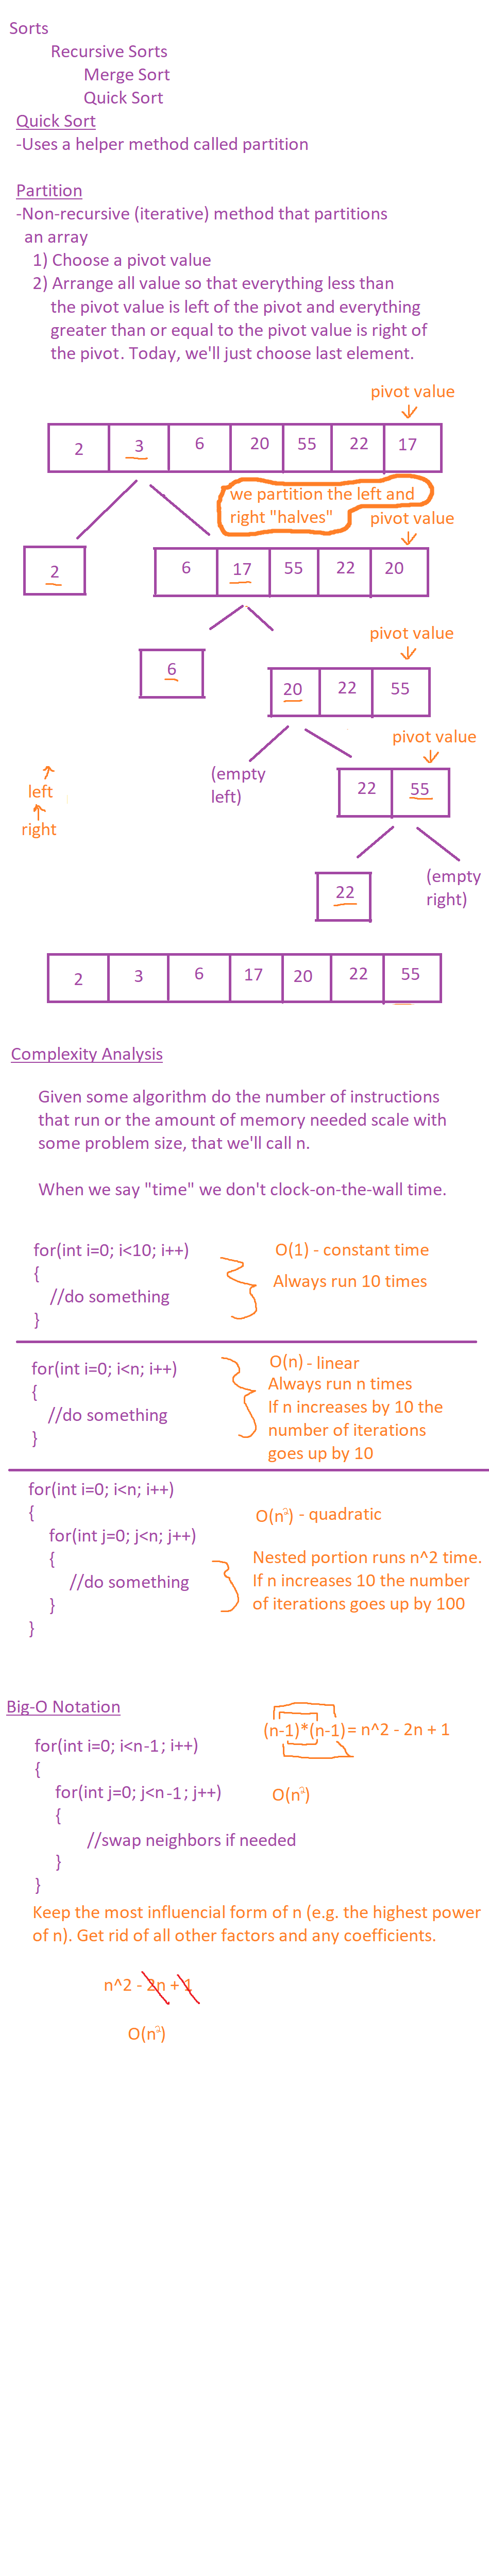 Sorts
Recursive Sorts
Merge Sort
Quick Sort
Quick Sort
-Uses a helper method called partition
Partition
-Non-recursive (iterative) method that partitions
an array
1) Choose a pivot value
2) Arrange all value so that everything less than
the pivot value is left of the pivot and everything
greater than or equal to the pivot value is right of
the pivot. Today, we'll just choose last element.
pivot value
2 3 6 20 55 22 17
we partition the left and
right "halves"
pivot value
2
6 17 55 22 20
pivot value
6
20 22 55
pivot value
(empty
left)
left
right
22 55
(empty
right)
22
2 3 6 17 20 22 55
Complexity Analysis
Given some algorithm do the number of instructions
that run or the amount of memory needed scale with
some problem size, that we'll call n.
When we say "time" we don't clock-on-the-wall time.
for(int i=0; i<10; i++)
{
//do something
}
O(1) - constant time
Always run 10 times
for(int i=0; i<n; i++)
{
//do something
}
O(n) - linear
Always run n times
If n increases by 10 the
number of iterations
goes up by 10
for(int i=0; i<n; i++)
{
for(int j=0; j<n; j++)
{
//do something
}
}
O(n²) - quadratic
Nested portion runs n^2 time.
If n increases 10 the number
of iterations goes up by 100
Big-O Notation
for(int i=0; i<n-1; i++)
{
for(int j=0; j<n-1; j++)
{
//swap neighbors if needed
}
}
(n-1)*(n-1)= n^2 - 2n + 1
O(n²)
Keep the most influencial form of n (e.g. the highest power
of n). Get rid of all other factors and any coefficients.
n^2 - 2n + 1
O(n²)